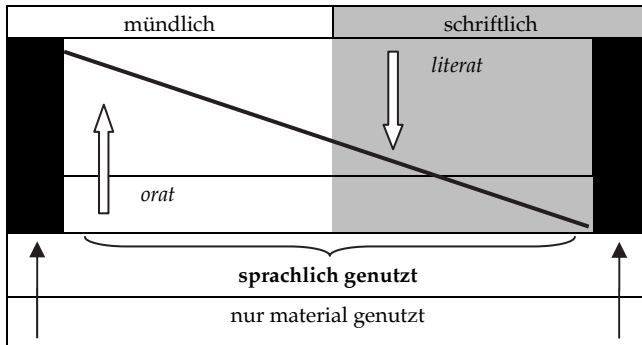 mündlich schriftlich
literat
orat
sprachlich genutzt
nur material genutzt